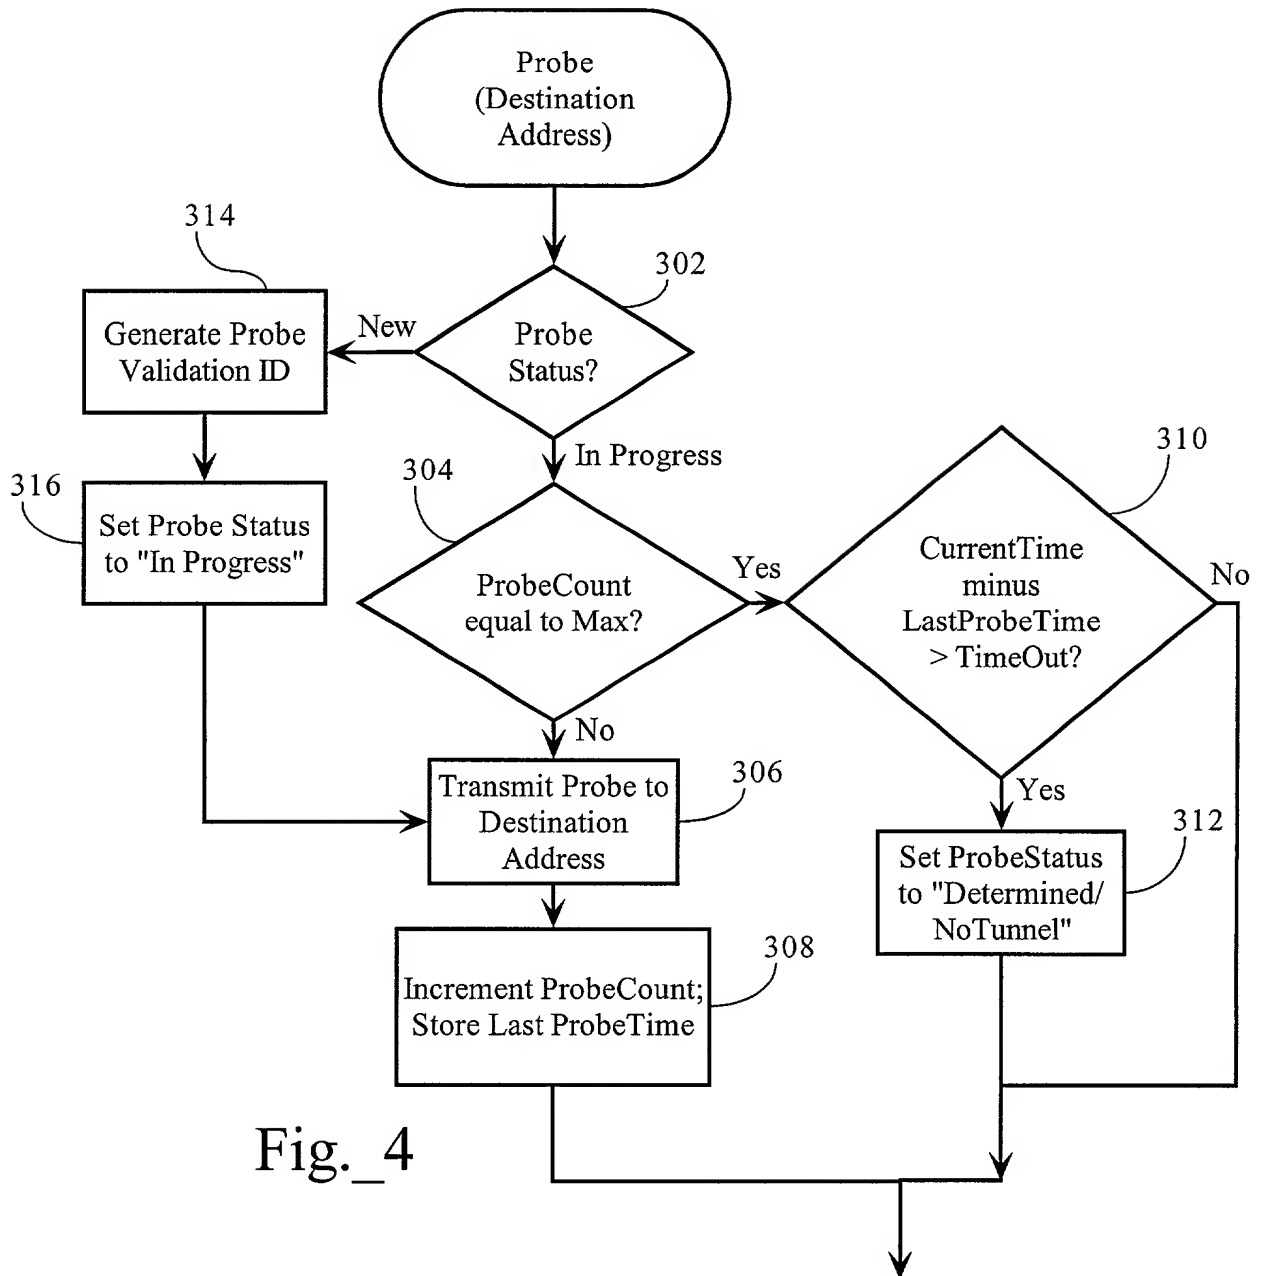 Probe
(Destination
Address)
314
302
Generate Probe
Validation ID
New
Probe
Status?
In Progress
304
310
316
Set Probe Status
to "In Progress"
ProbeCount
equal to Max?
Yes
CurrentTime
minus
LastProbeTime
> TimeOut?
No
No
Transmit Probe to
Destination
Address
306
Yes
312
Set ProbeStatus
to "Determined/
NoTunnel"
308
Increment ProbeCount;
Store Last ProbeTime
Fig._4